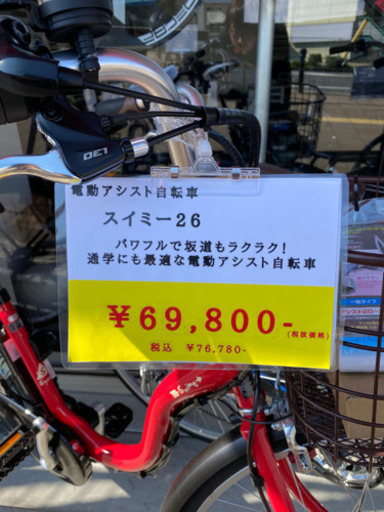 電動アシスト自転車
スイミー26
パワフルで坂道もラクラク!
通学にも最適な電動アシスト自転車
¥69,800-(税抜価格)
税込 ¥76,780-